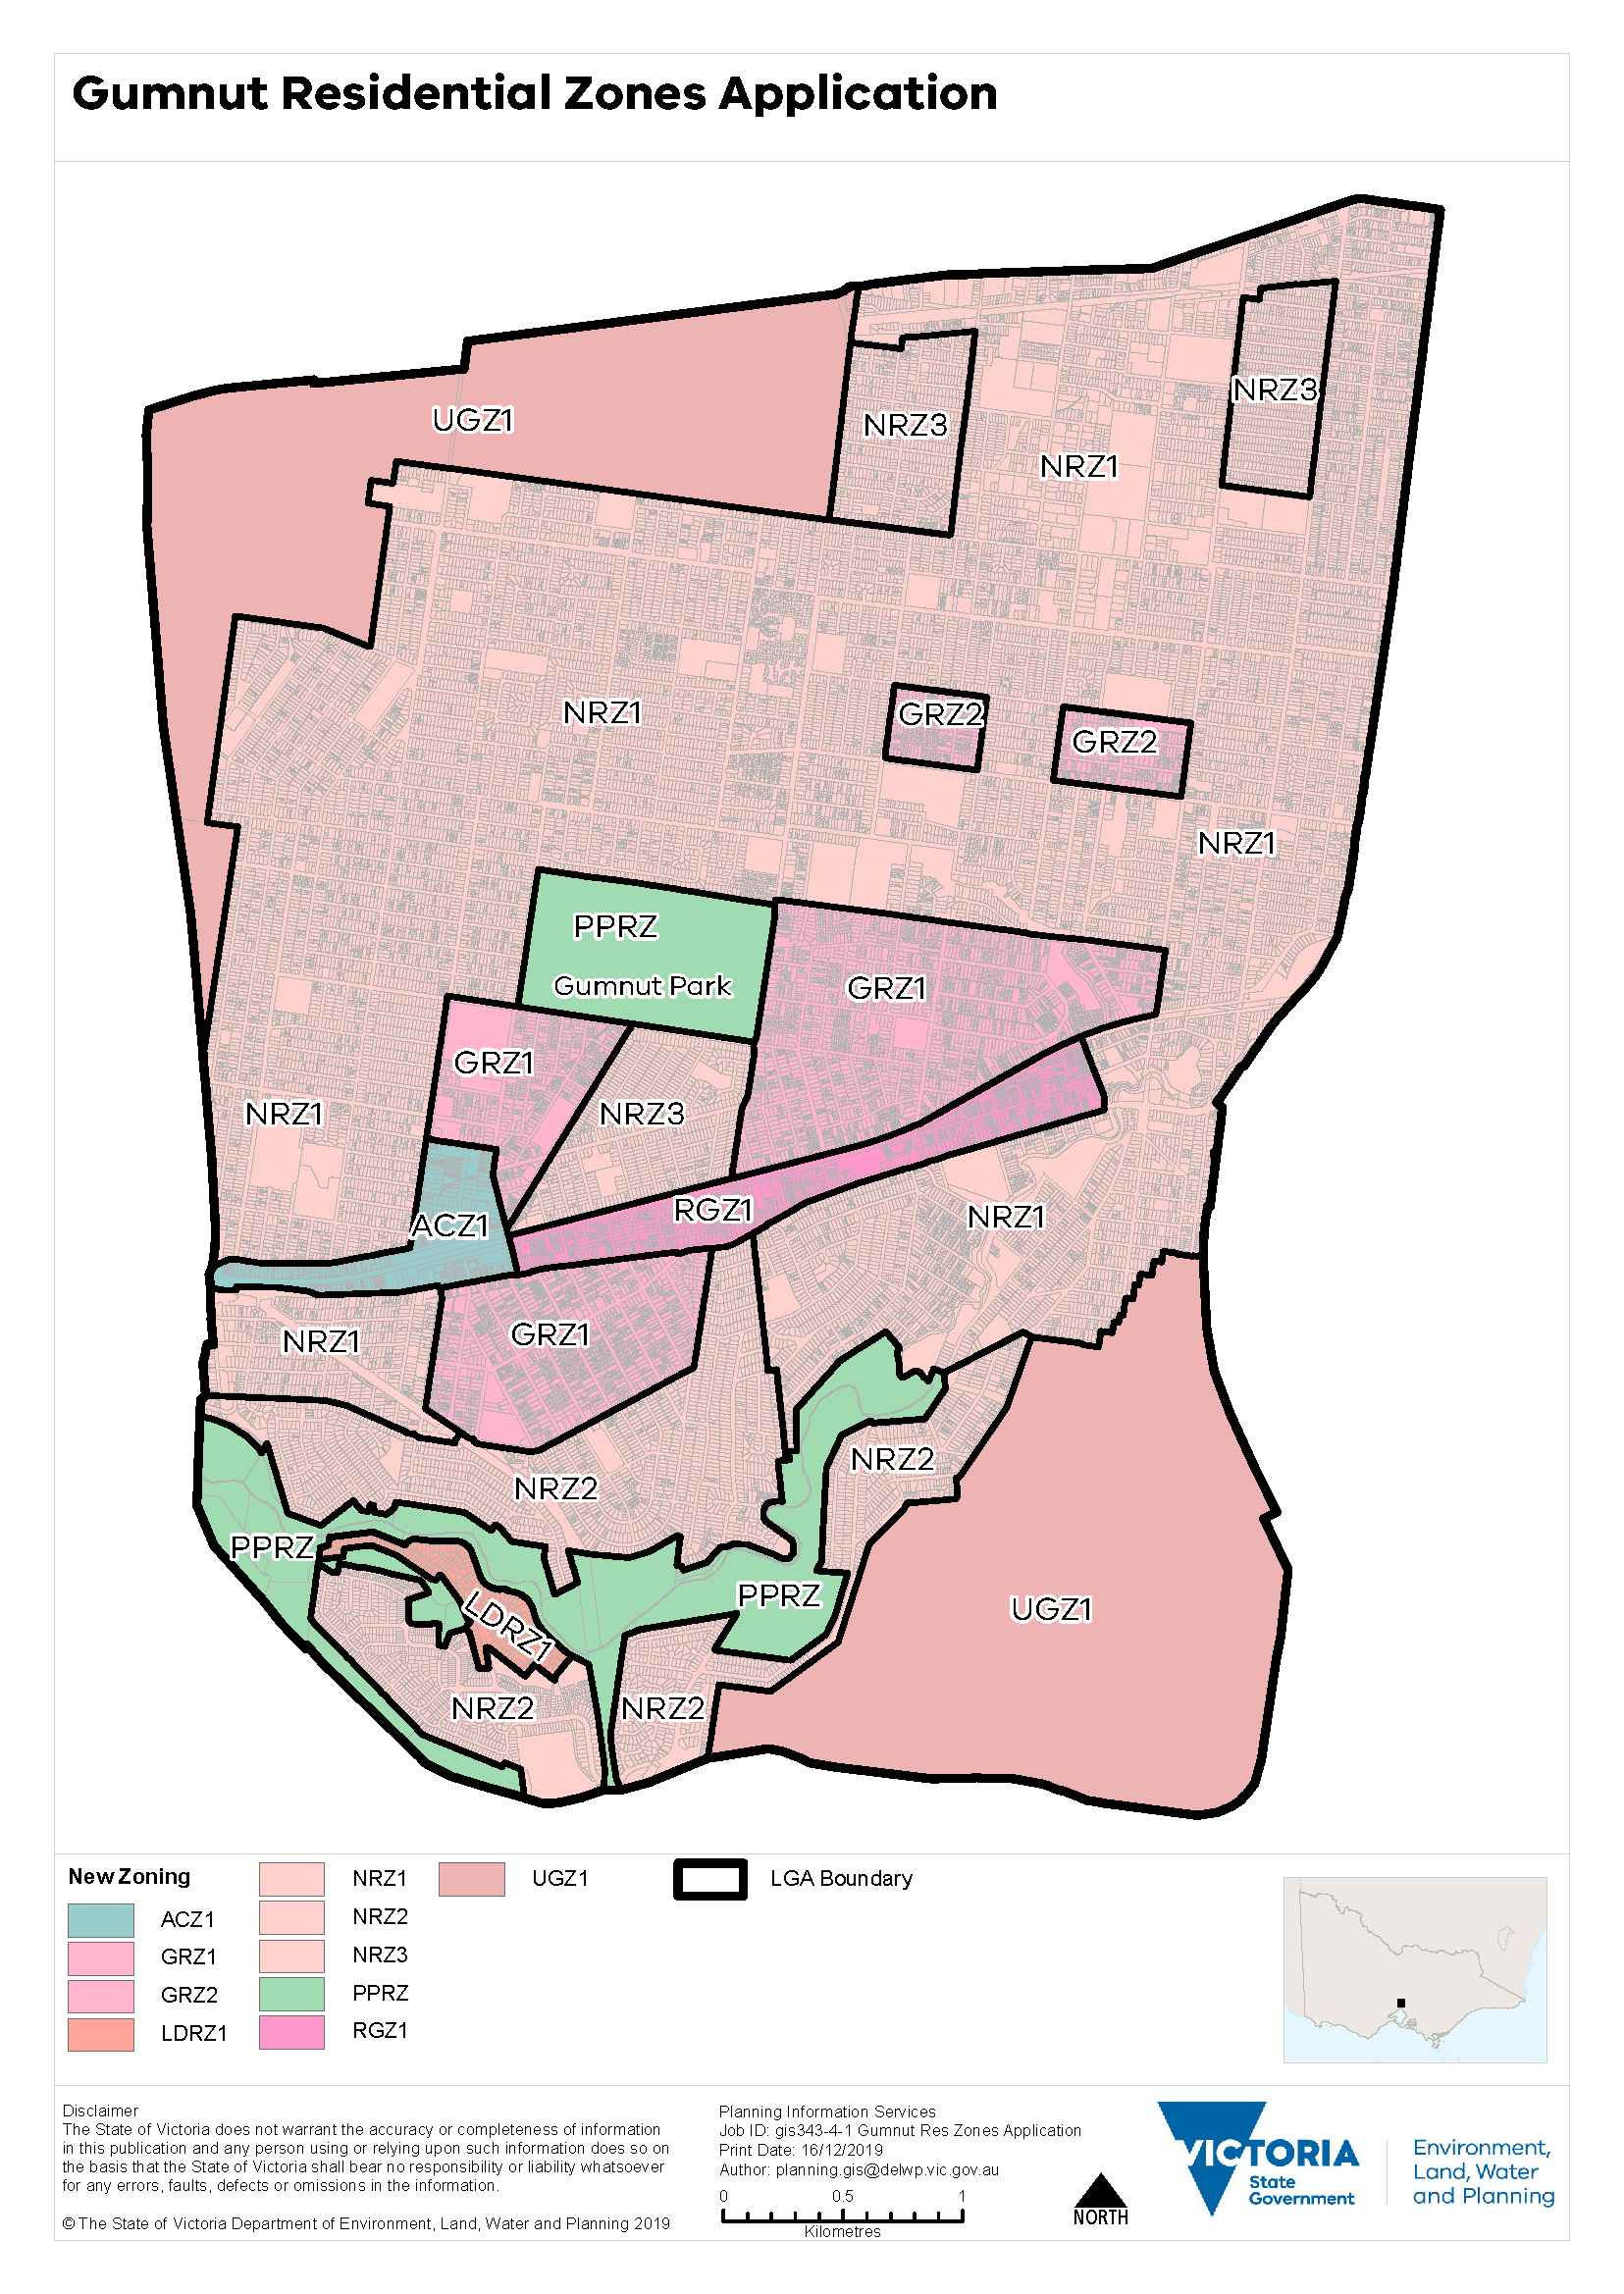 Gumnut Residential Zones Application
UGZ1
NRZ3
NRZ3
NRZ1
NRZ1
GRZ2
GRZ2
NRZ1
PPRZ
Gumnut Park
GRZ1
GRZ1
NRZ1
NRZ3
ACZ1
RGZ1
NRZ1
NRZ1
GRZ1
NRZ2
NRZ2
PPRZ
PPRZ
LDRZ1
UGZ1
NRZ2
NRZ2
New Zoning
ACZ1
GRZ1
GRZ2
LDRZ1
NRZ1
NRZ2
NRZ3
PPRZ
RGZ1
UGZ1
LGA Boundary
Disclaimer
The State of Victoria does not warrant the accuracy or completeness of information
in this publication and any person using or relying upon such information does so on
the basis that the State of Victoria shall bear no responsibility or liability whatsoever
for any errors, faults, defects or omissions in the information.
© The State of Victoria Department of Environment, Land, Water and Planning 2019
Planning Information Services
Job ID: gis343-4-1 Gumnut Res Zones Application
Print Date: 16/12/2019
Author: planning.gis@delwp.vic.gov.au
0 0.5 1
Kilometres
NORTH
VICTORIA
State
Government
Environment,
Land, Water
and Planning